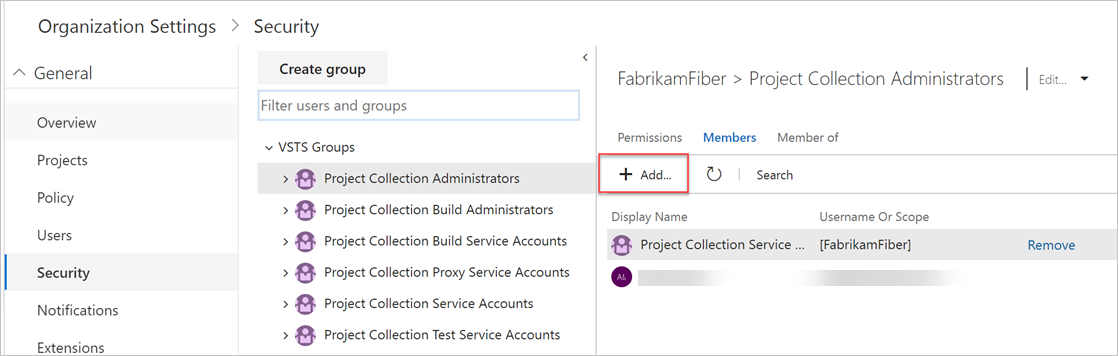 Organization Settings > Security
General
Overview
Projects
Policy
Users
Security
Notifications
Extensions
Create group
Filter users and groups
VSTS Groups
Project Collection Administrators
Project Collection Build Administrators
Project Collection Build Service Accounts
Project Collection Proxy Service Accounts
Project Collection Service Accounts
Project Collection Test Service Accounts
FabrikamFiber > Project Collection Administrators
Edit...
Permissions Members Member of
+ Add... Search
Display Name Username Or Scope
Project Collection Service ... [FabrikamFiber] Remove